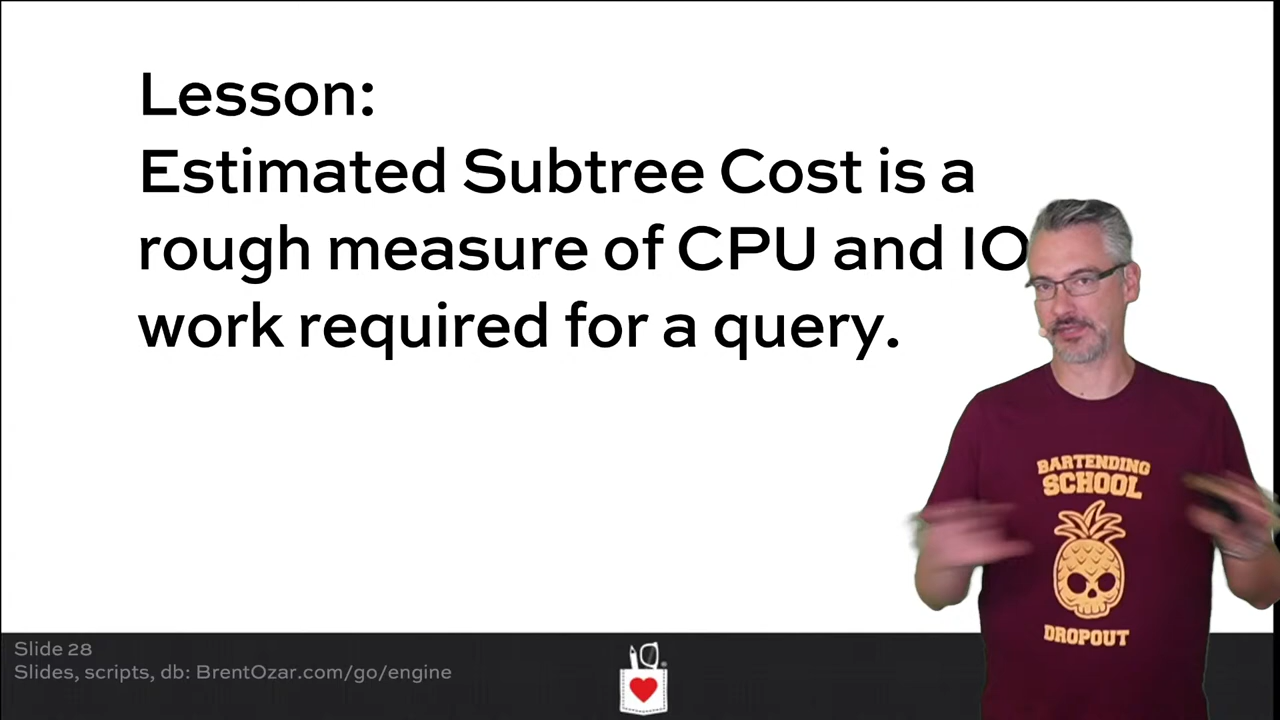 Lesson:
Estimated Subtree Cost is a
rough measure of CPU and IO
work required for a query.
BARTENDING
SCHOOL
DROPOUT
Slide 28
Slides, scripts, db: BrentOzar.com/go/engine